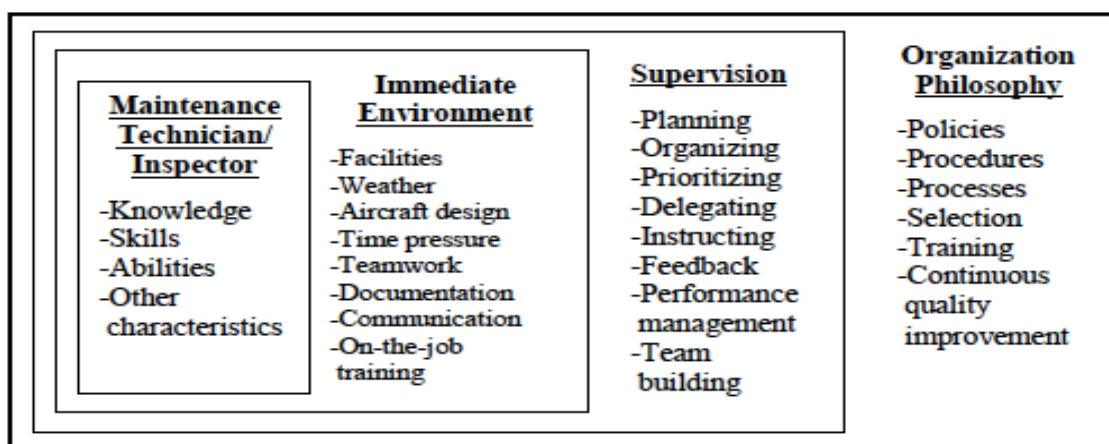 Maintenance
Technician/
Inspector
-Knowledge
-Skills
-Abilities
-Other
characteristics
Immediate
Environment
-Facilities
-Weather
-Aircraft design
-Time pressure
-Teamwork
-Documentation
-Communication
-On-the-job
training
Supervision
-Planning
-Organizing
-Prioritizing
-Delegating
-Instructing
-Feedback
-Performance
management
-Team
building
Organization
Philosophy
-Policies
-Procedures
-Processes
-Selection
-Training
-Continuous
quality
improvement